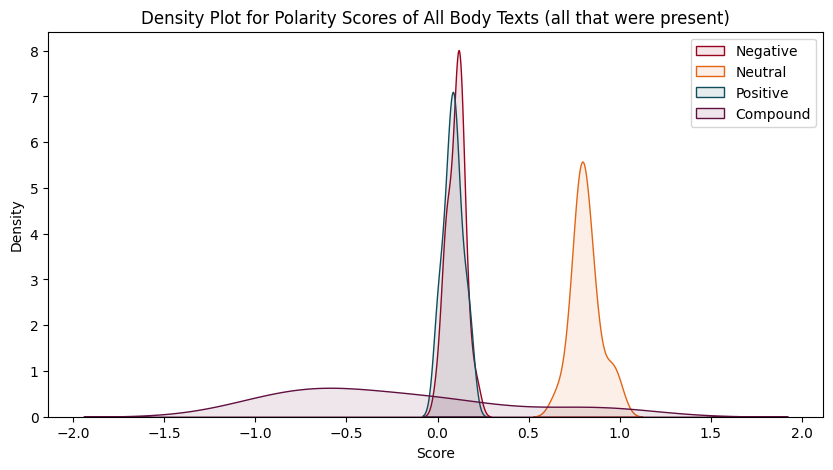 Density Plot for Polarity Scores of All Body Texts (all that were present)
Negative
Neutral
Positive
Compound
Density
8
7
6
5
4
3
2
1
0
−2.0 −1.5 −1.0 −0.5 0.0 0.5 1.0 1.5 2.0
Score